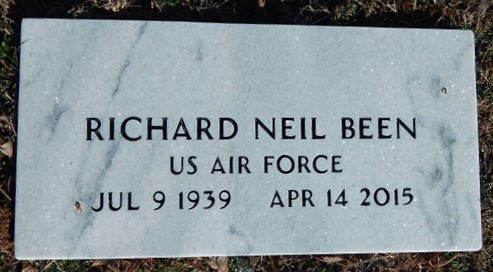 RICHARD NEIL BEEN
US AIR FORCE
JUL 9 1939 APR 14 2015